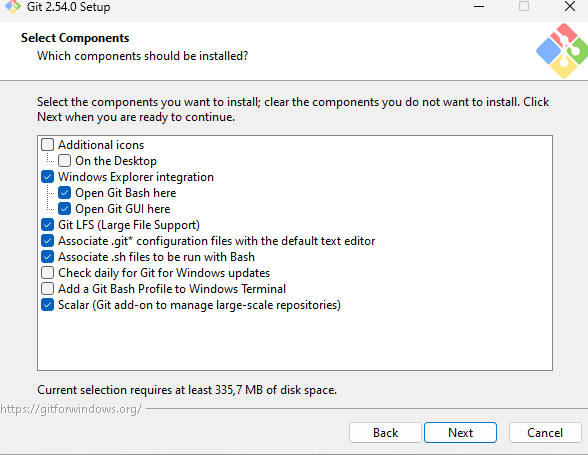 Git 2.54.0 Setup
Select Components
Which components should be installed?
Select the components you want to install; clear the components you do not want to install. Click
Next when you are ready to continue.
Additional icons
On the Desktop
Windows Explorer integration
Open Git Bash here
Open Git GUI here
Git LFS (Large File Support)
Associate .git* configuration files with the default text editor
Associate .sh files to be run with Bash
Check daily for Git for Windows updates
Add a Git Bash Profile to Windows Terminal
Scalar (Git add-on to manage large-scale repositories)
Current selection requires at least 335,7 MB of disk space.
https://gitforwindows.org/
Back Next Cancel